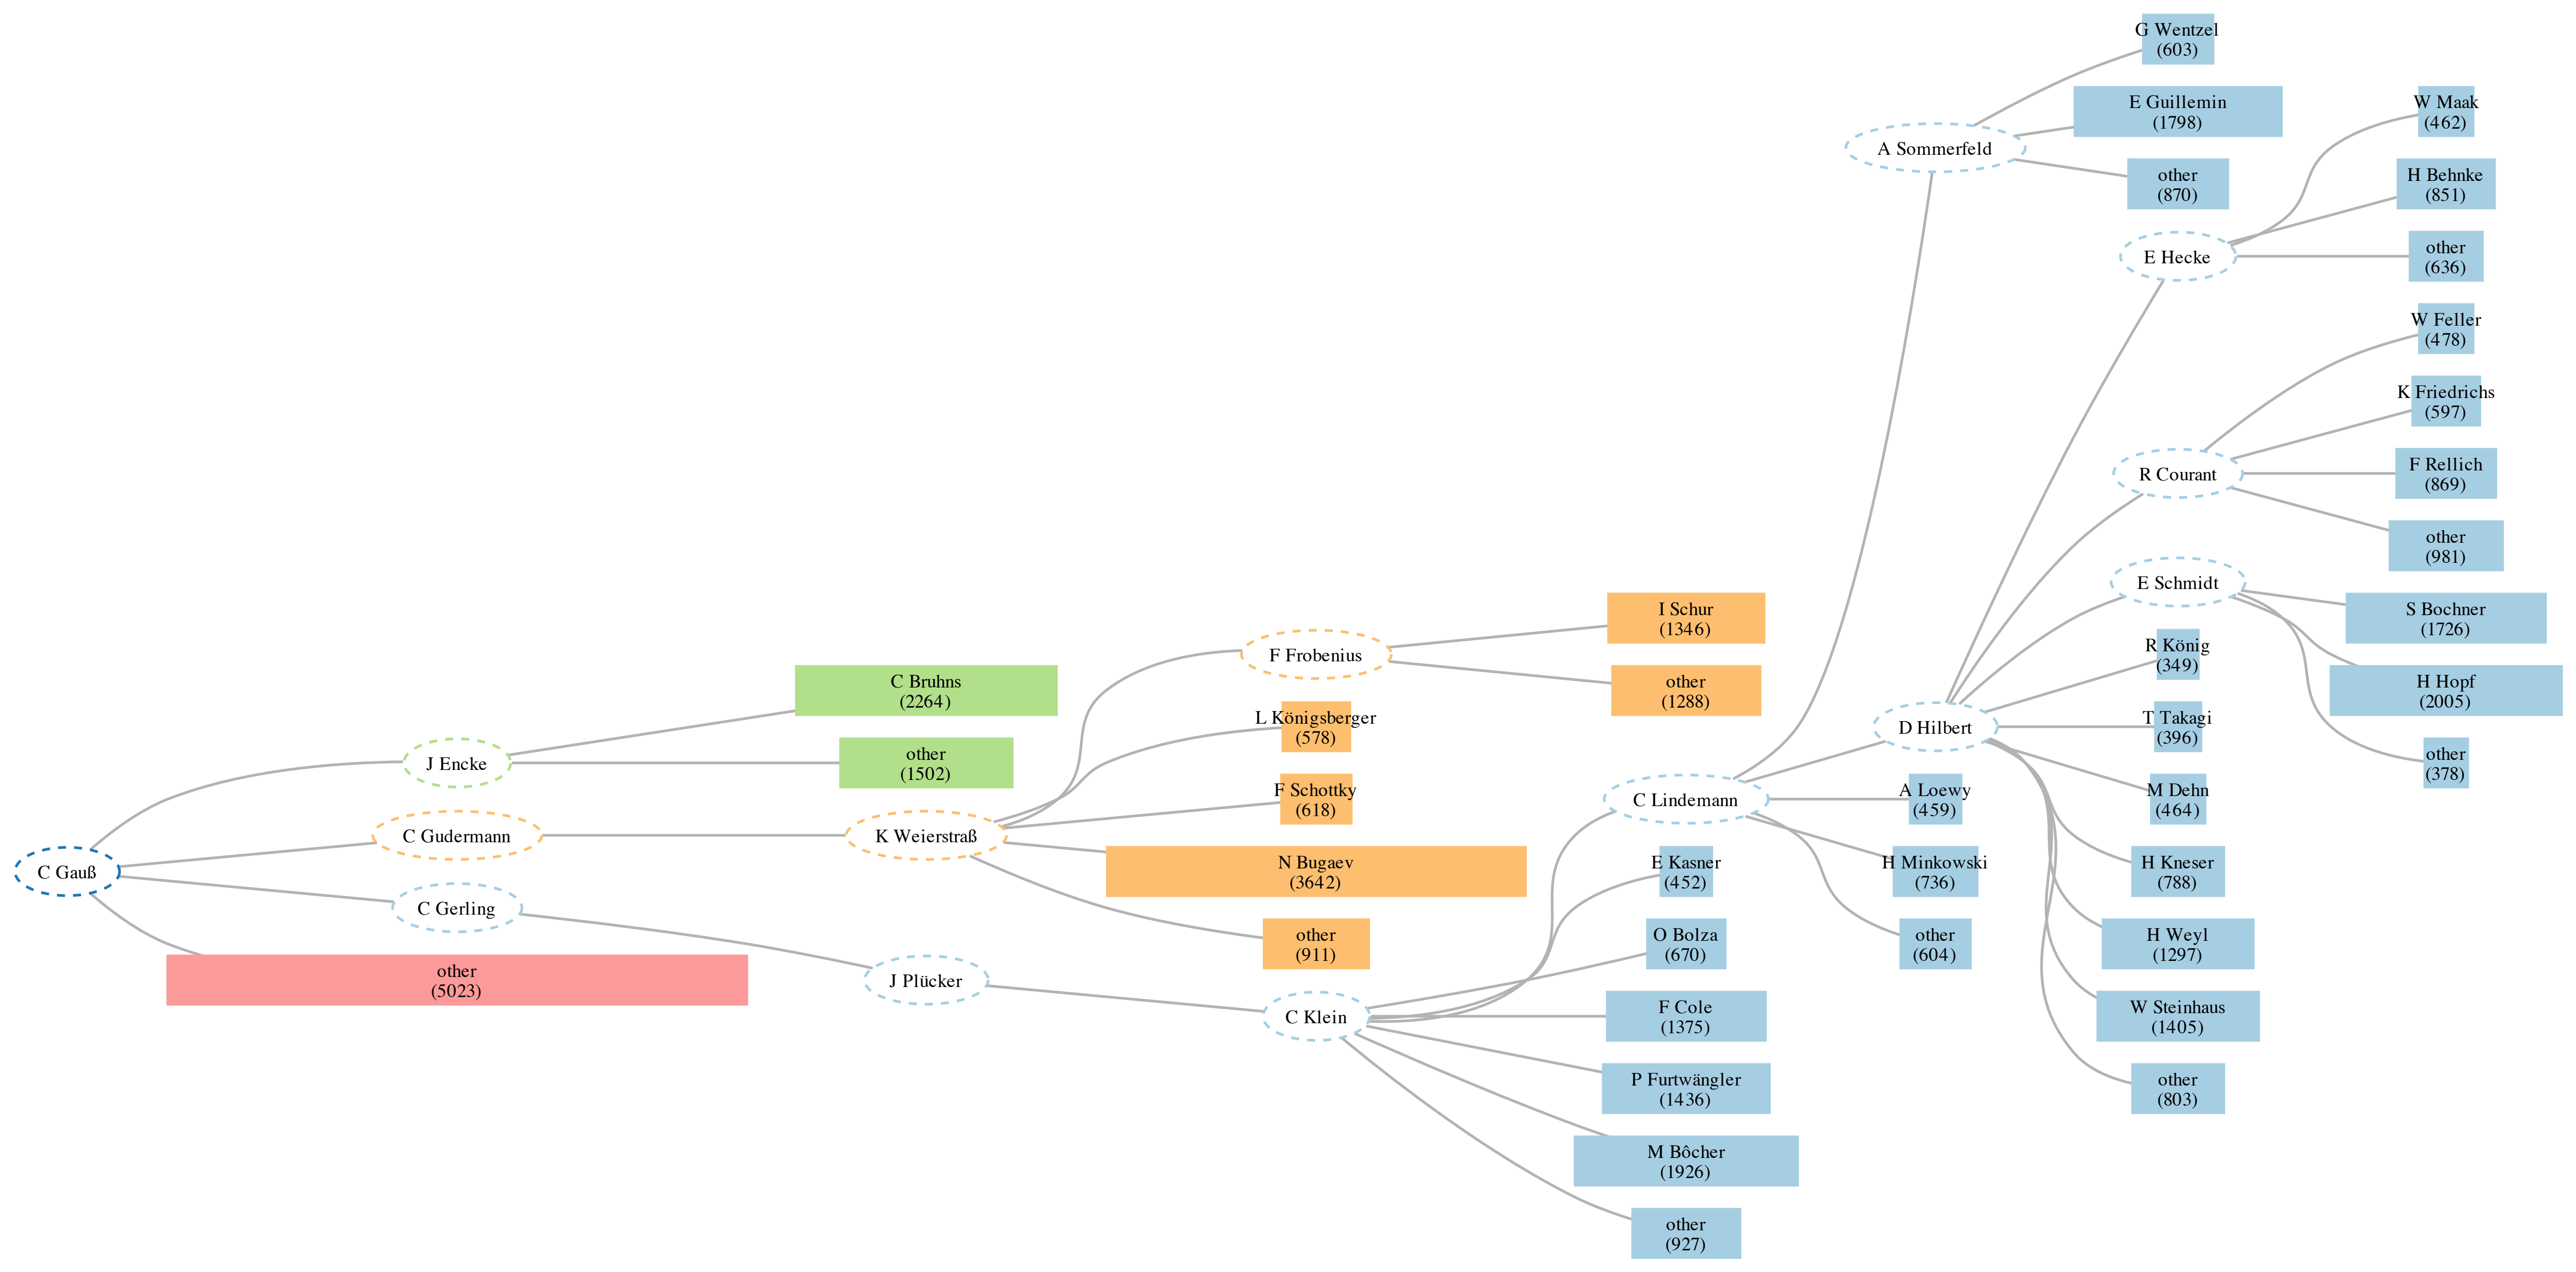 G Wentzel
(603)
E Guillemin
(1798)
W Maak
(462)
A Sommerfeld
other
(870)
H Behnke
(851)
E Hecke
other
(636)
W Feller
(478)
K Friedrichs
(597)
R Courant
F Rellich
(869)
other
(981)
E Schmidt
I Schur
(1346)
S Bochner
(1726)
F Frobenius
R König
(349)
C Bruhns
(2264)
other
(1288)
H Hopf
(2005)
L Königsberger
(578)
D Hilbert
T Takagi
(396)
J Encke
other
(1502)
other
(378)
F Schottky
(618)
C Lindemann
A Loewy
(459)
M Dehn
(464)
C Gudermann
K Weierstraß
C Gauß
N Bugaev
(3642)
E Kasner
(452)
H Minkowski
(736)
H Kneser
(788)
C Gerling
other
(911)
O Bolza
(670)
other
(604)
H Weyl
(1297)
other
(5023)
J Plücker
C Klein
F Cole
(1375)
W Steinhaus
(1405)
P Furtwängler
(1436)
other
(803)
M Bôcher
(1926)
other
(927)